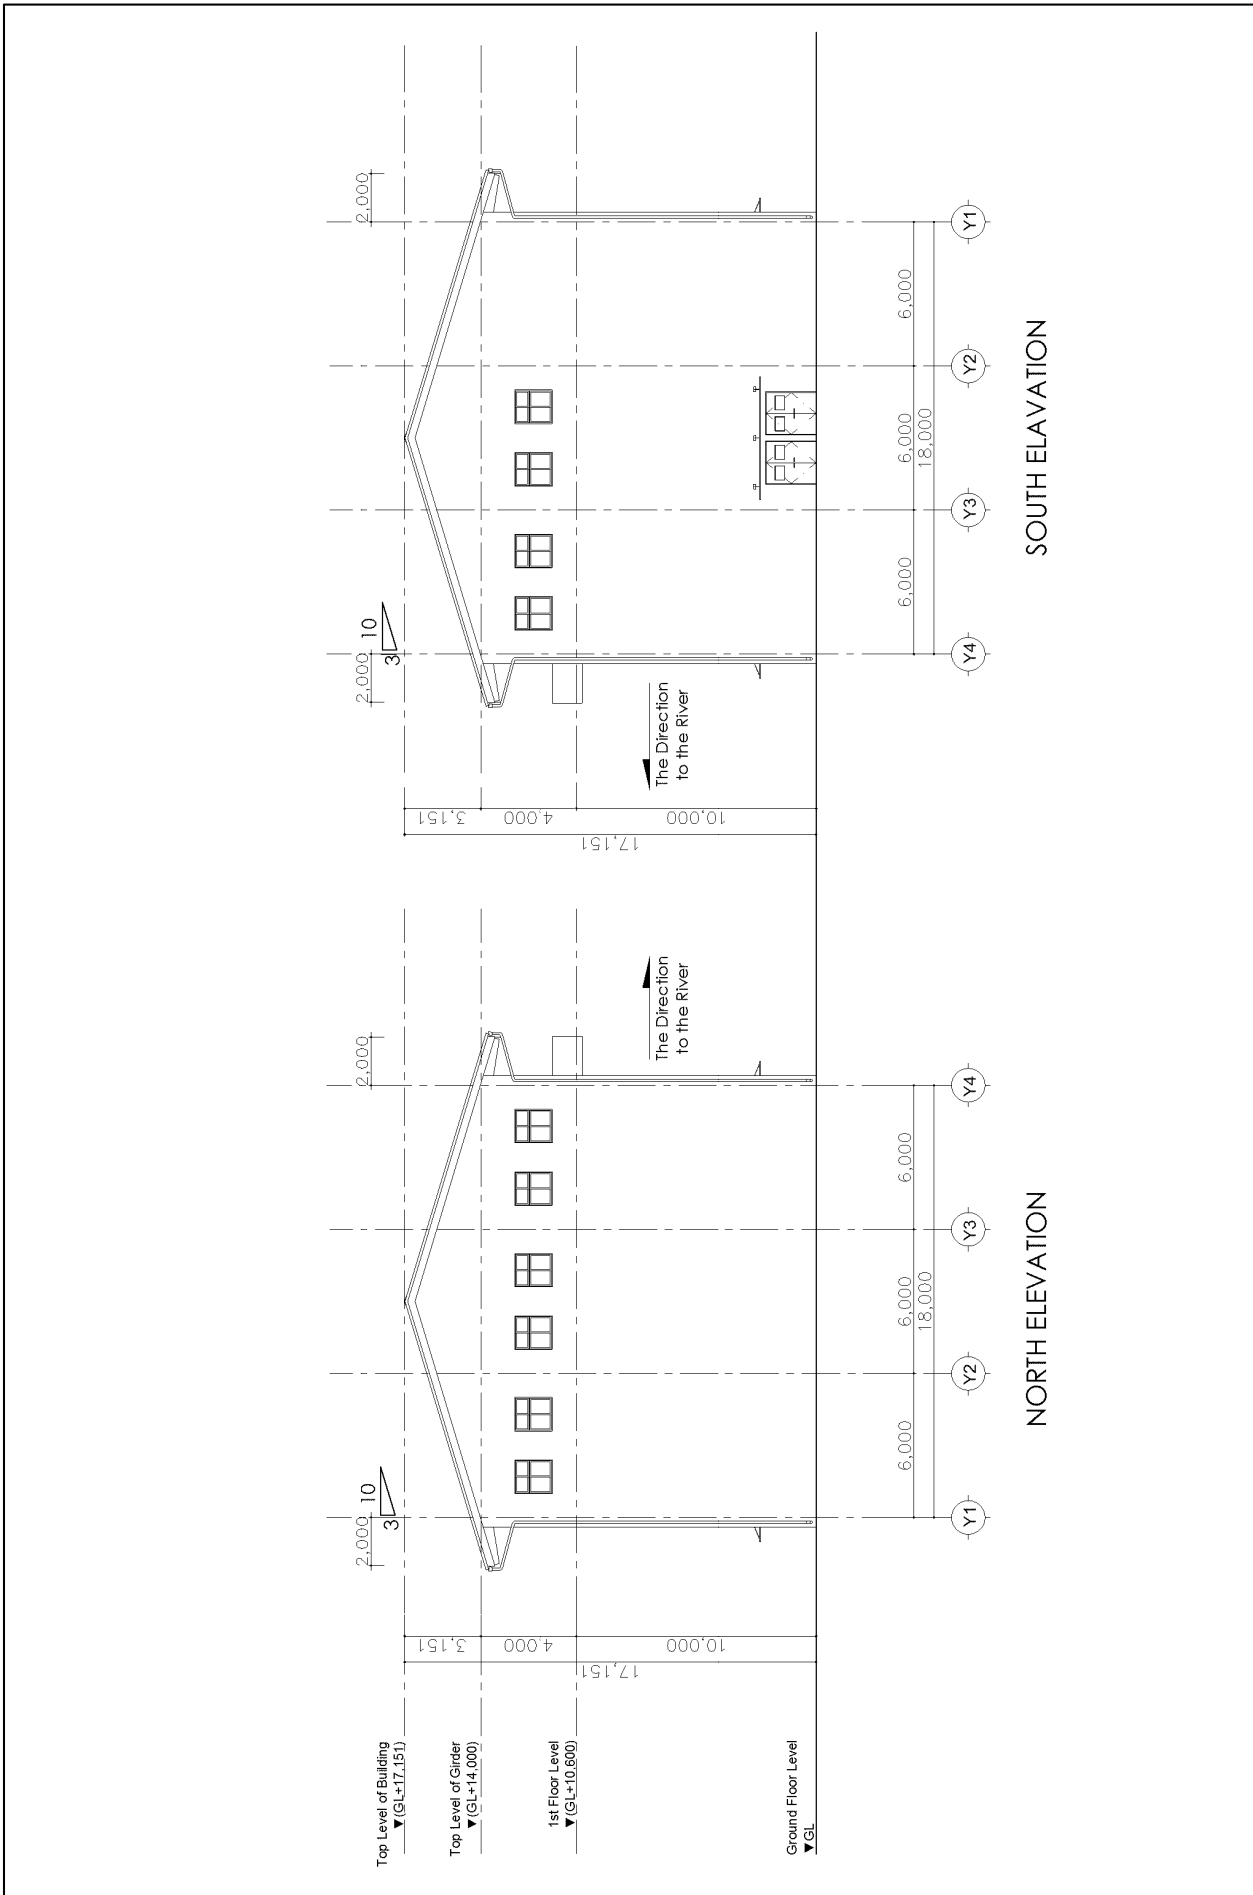 Top Level of Building
▼(GL+17,151)
Top Level of Girder
▼(GL+14,000)
1st Floor Level
▼(GL+10,600)
Ground Floor Level
▼GL
2,000
3
10
2,000
3,151
4,000
10,000
17,151
The Direction
to the River
6,000
6,000
6,000
18,000
Y1
Y2
Y3
Y4
NORTH ELEVATION
2,000
3
10
2,000
3,151
4,000
10,000
17,151
The Direction
to the River
6,000
6,000
6,000
18,000
Y4
Y3
Y2
Y1
SOUTH ELAVATION